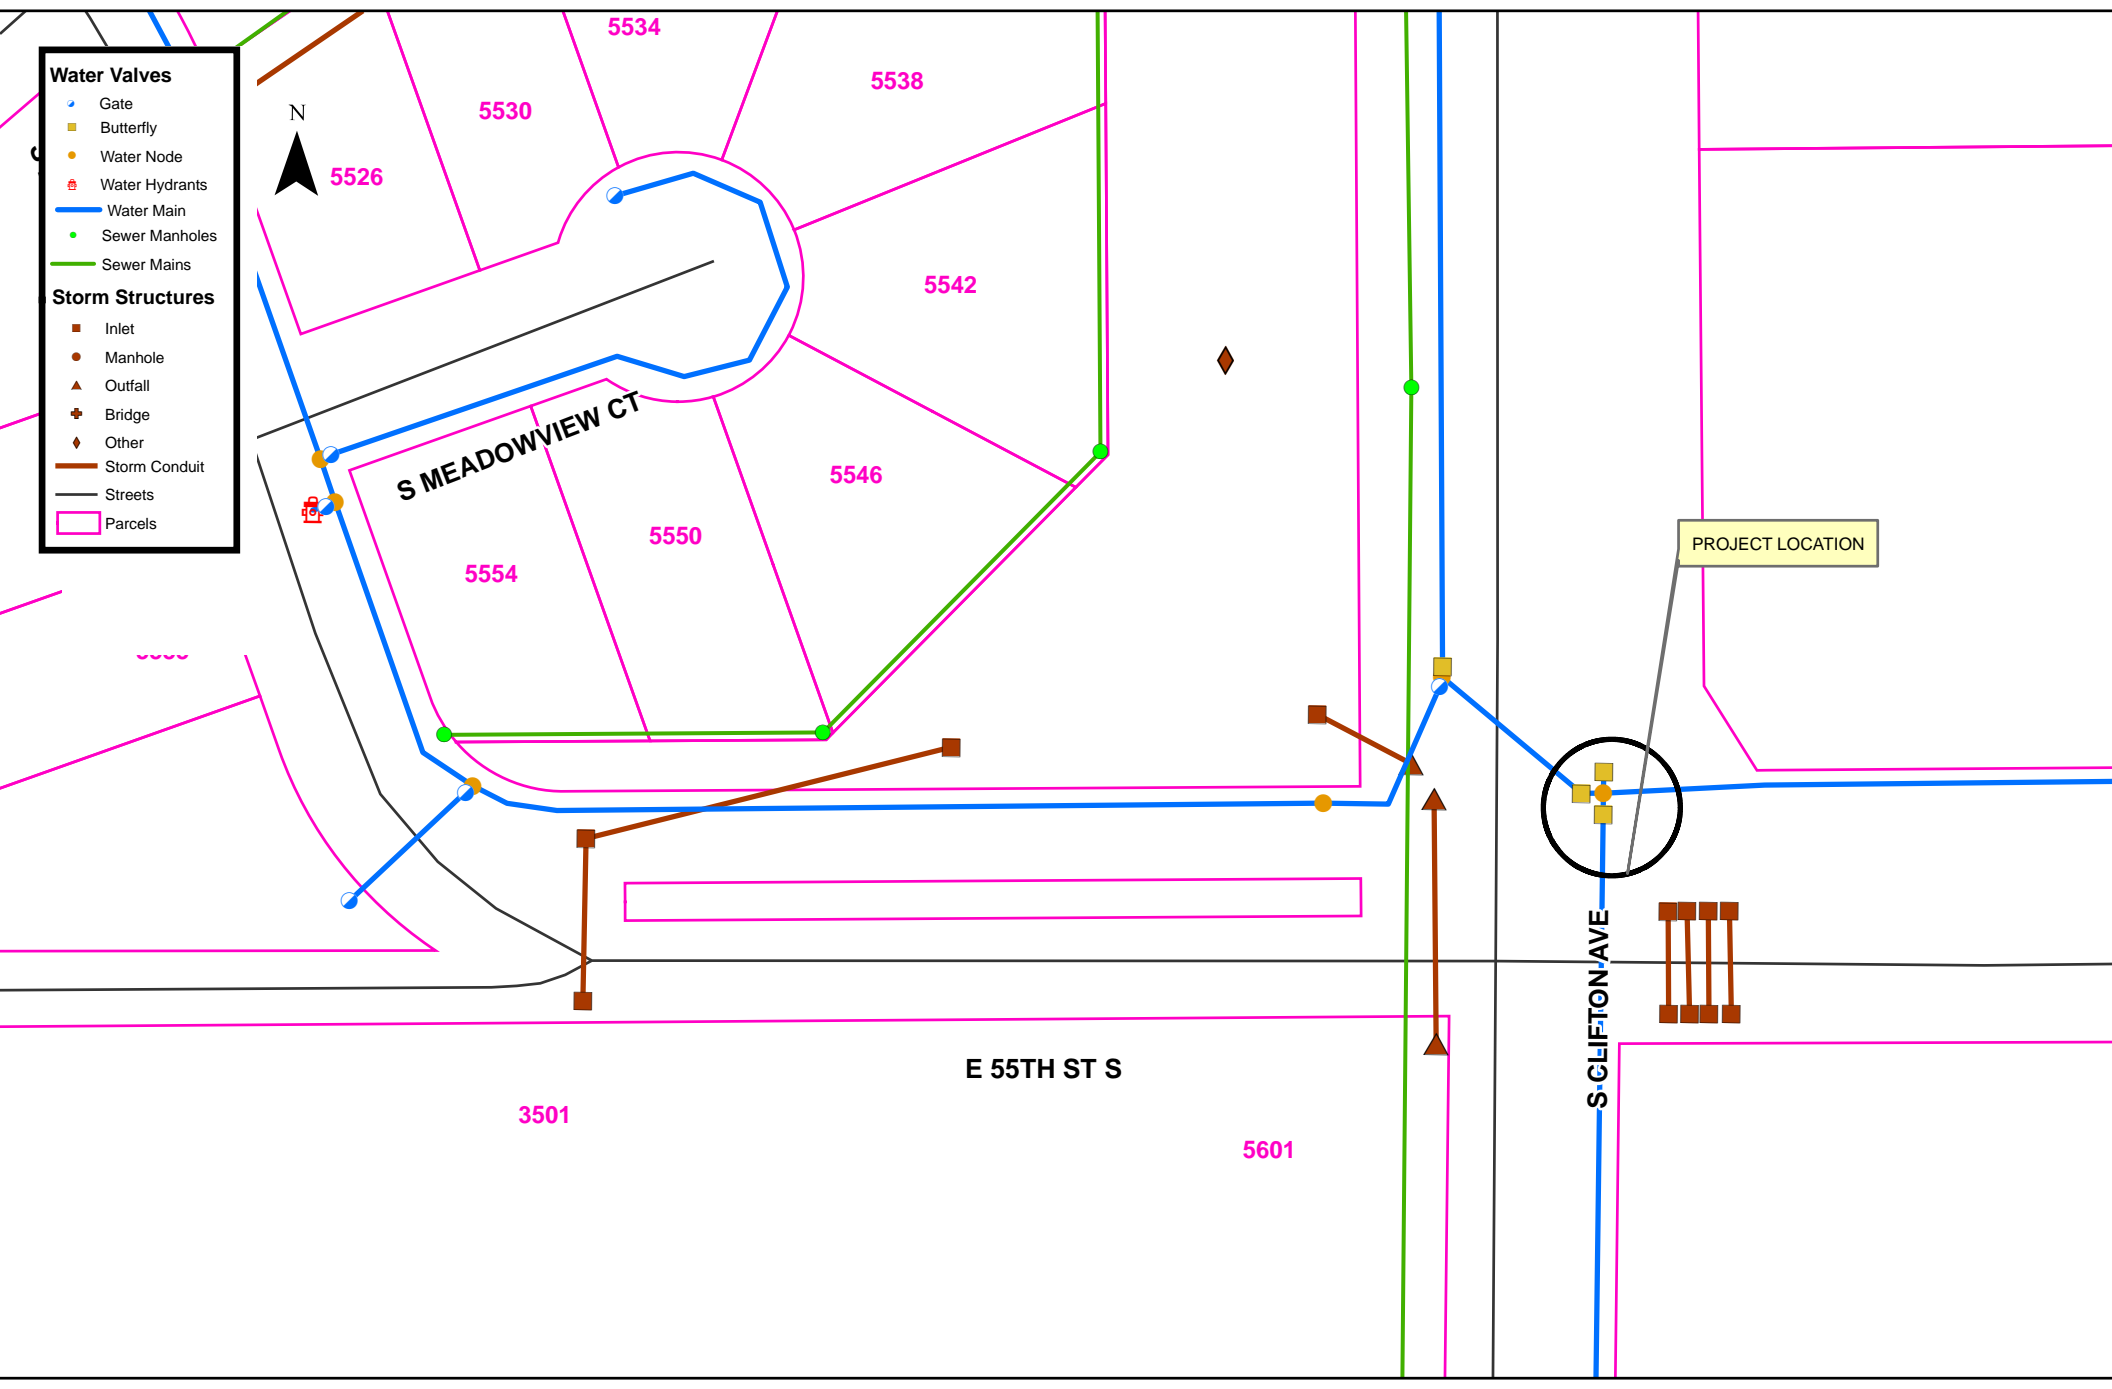 Water Valves
Gate
Butterfly
Water Node
Water Hydrants
Water Main
Sewer Manholes
Sewer Mains
Storm Structures
Inlet
Manhole
Outfall
Bridge
Other
Storm Conduit
Streets
Parcels
N
5534
5538
5530
5526
5542
S MEADOWVIEW CT
5546
5550
5554
PROJECT LOCATION
S CLIFTON AVE
E 55TH ST S
3501
5601